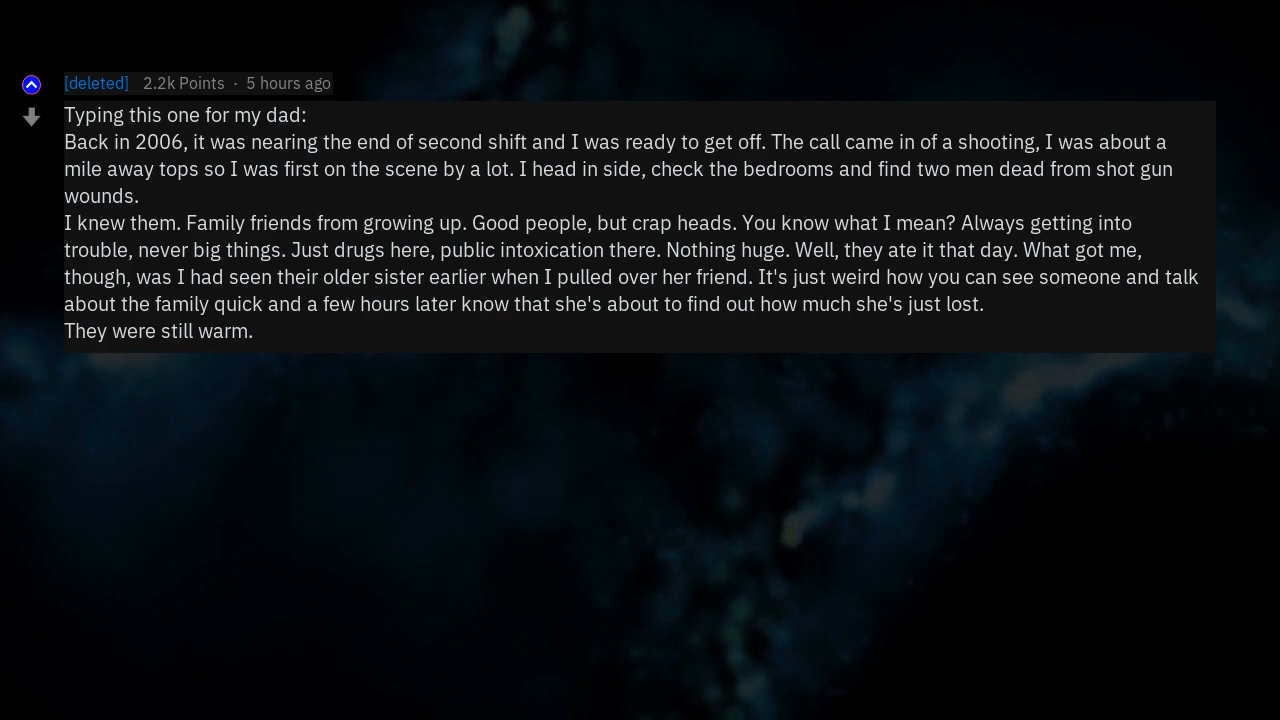 [deleted] 2.2k Points · 5 hours ago
Typing this one for my dad:
Back in 2006, it was nearing the end of second shift and I was ready to get off. The call came in of a shooting, I was about a
mile away tops so I was first on the scene by a lot. I head in side, check the bedrooms and find two men dead from shot gun
wounds.
I knew them. Family friends from growing up. Good people, but crap heads. You know what I mean? Always getting into
trouble, never big things. Just drugs here, public intoxication there. Nothing huge. Well, they ate it that day. What got me,
though, was I had seen their older sister earlier when I pulled over her friend. It's just weird how you can see someone and talk
about the family quick and a few hours later know that she's about to find out how much she's just lost.
They were still warm.